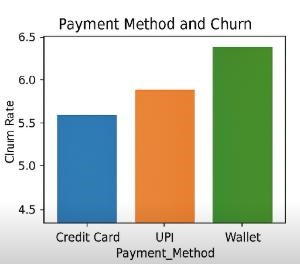 Payment Method and Churn
6.5
6.0
5.5
5.0
4.5
Churn Rate
Credit Card UPI Wallet
Payment_Method